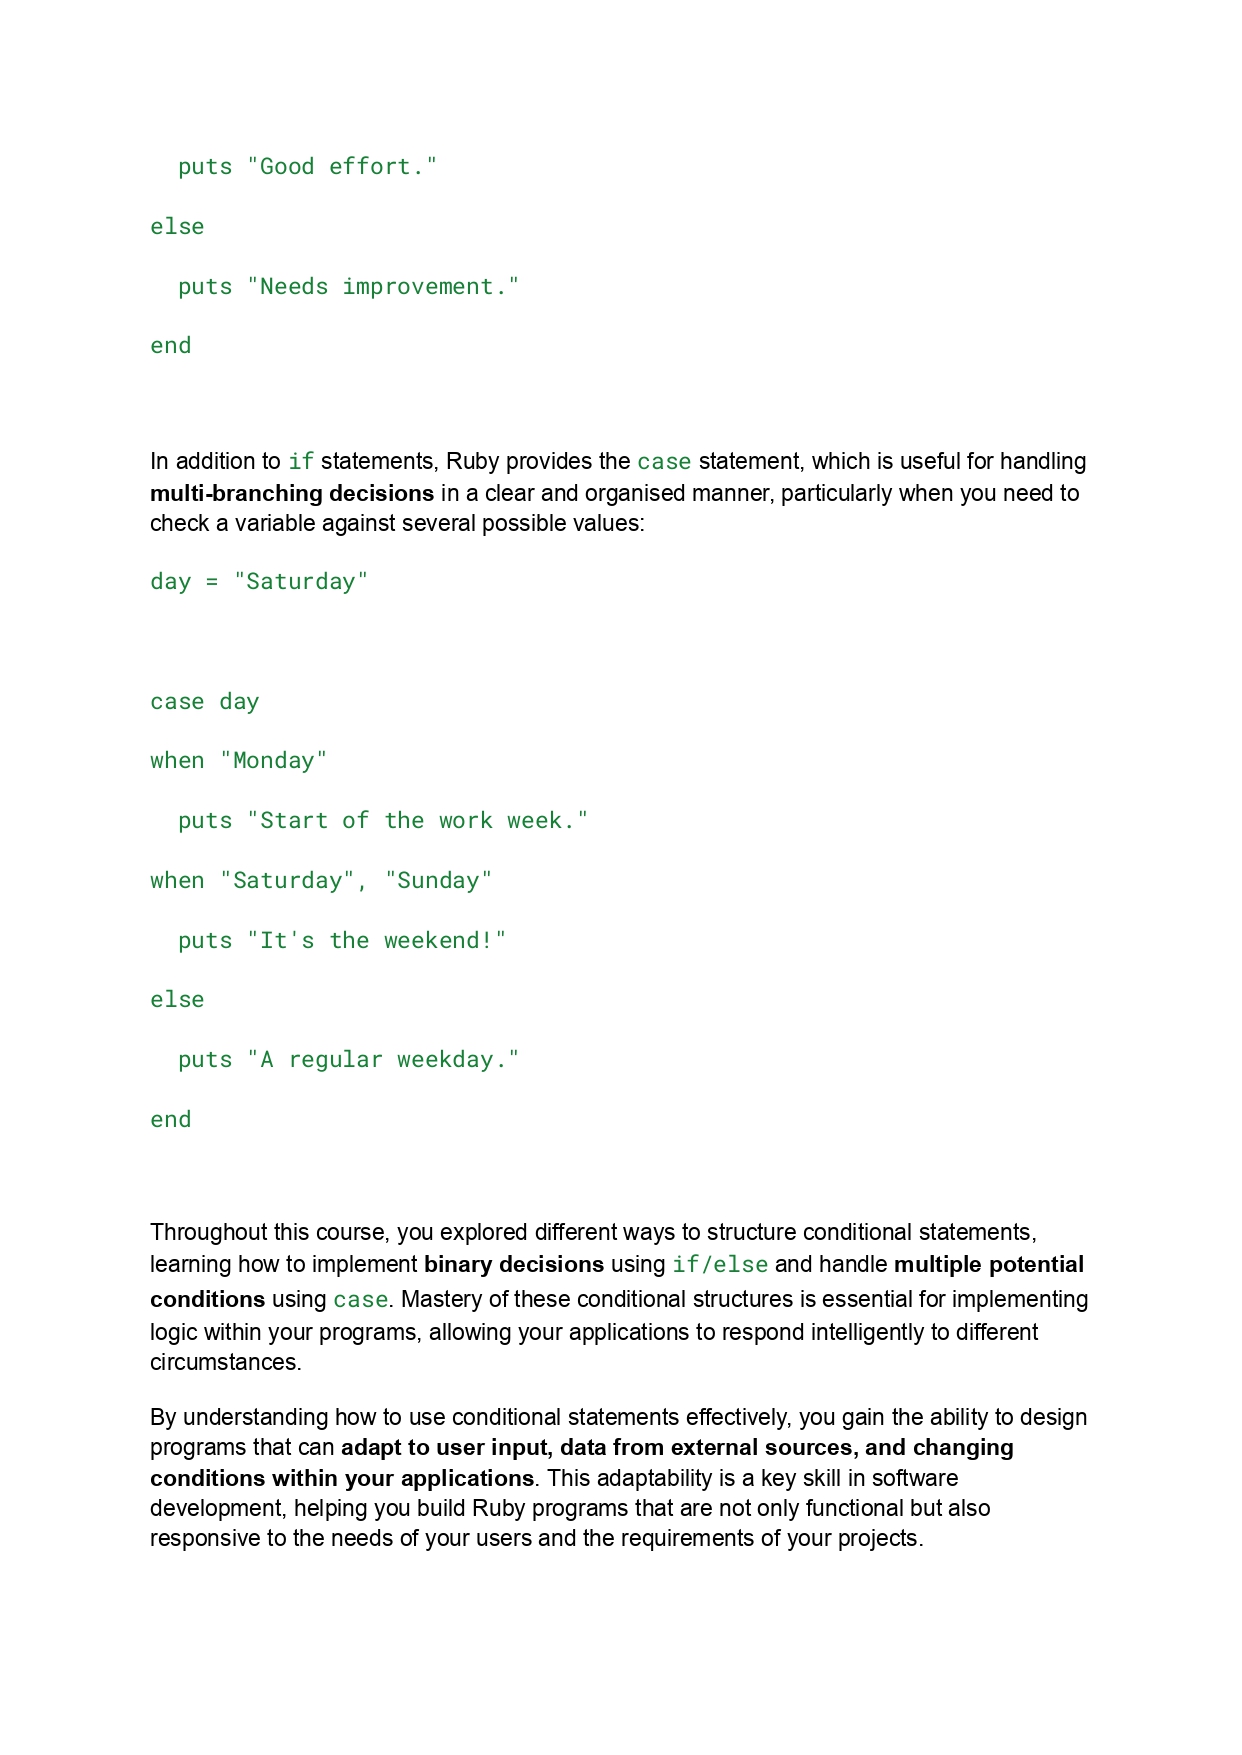 puts "Good effort."
else
  puts "Needs improvement."
end
In addition to if statements, Ruby provides the case statement, which is useful for handling
multi-branching decisions in a clear and organised manner, particularly when you need to
check a variable against several possible values:
day = "Saturday"
case day
when "Monday"
  puts "Start of the work week."
when "Saturday", "Sunday"
  puts "It's the weekend!"
else
  puts "A regular weekday."
end
Throughout this course, you explored different ways to structure conditional statements,
learning how to implement binary decisions using if/else and handle multiple potential
conditions using case. Mastery of these conditional structures is essential for implementing
logic within your programs, allowing your applications to respond intelligently to different
circumstances.
By understanding how to use conditional statements effectively, you gain the ability to design
programs that can adapt to user input, data from external sources, and changing
conditions within your applications. This adaptability is a key skill in software
development, helping you build Ruby programs that are not only functional but also
responsive to the needs of your users and the requirements of your projects.